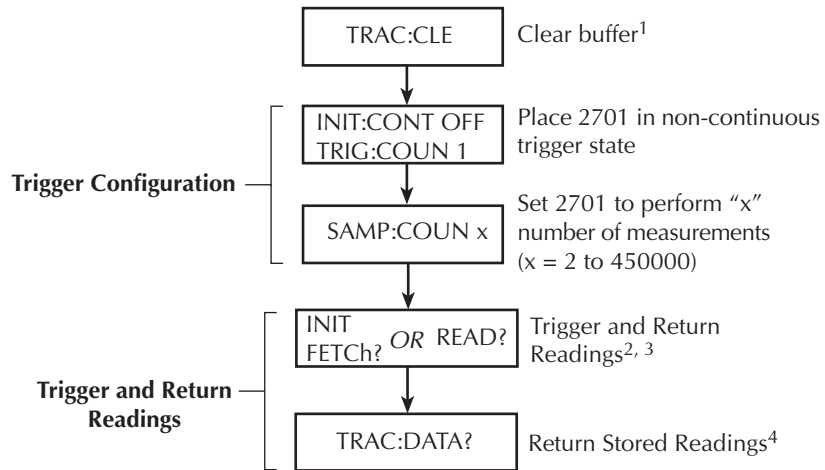 TRAC:CLE
Clear buffer1
Trigger Configuration
INIT:CONT OFF
TRIG:COUN 1
Place 2701 in non-continuous
trigger state
SAMP:COUN x
Set 2701 to perform “x”
number of measurements
(x = 2 to 450000)
Trigger and Return
Readings
INIT
FETCh?
OR
READ?
Trigger and Return
Readings2, 3
TRAC:DATA?
Return Stored Readings4